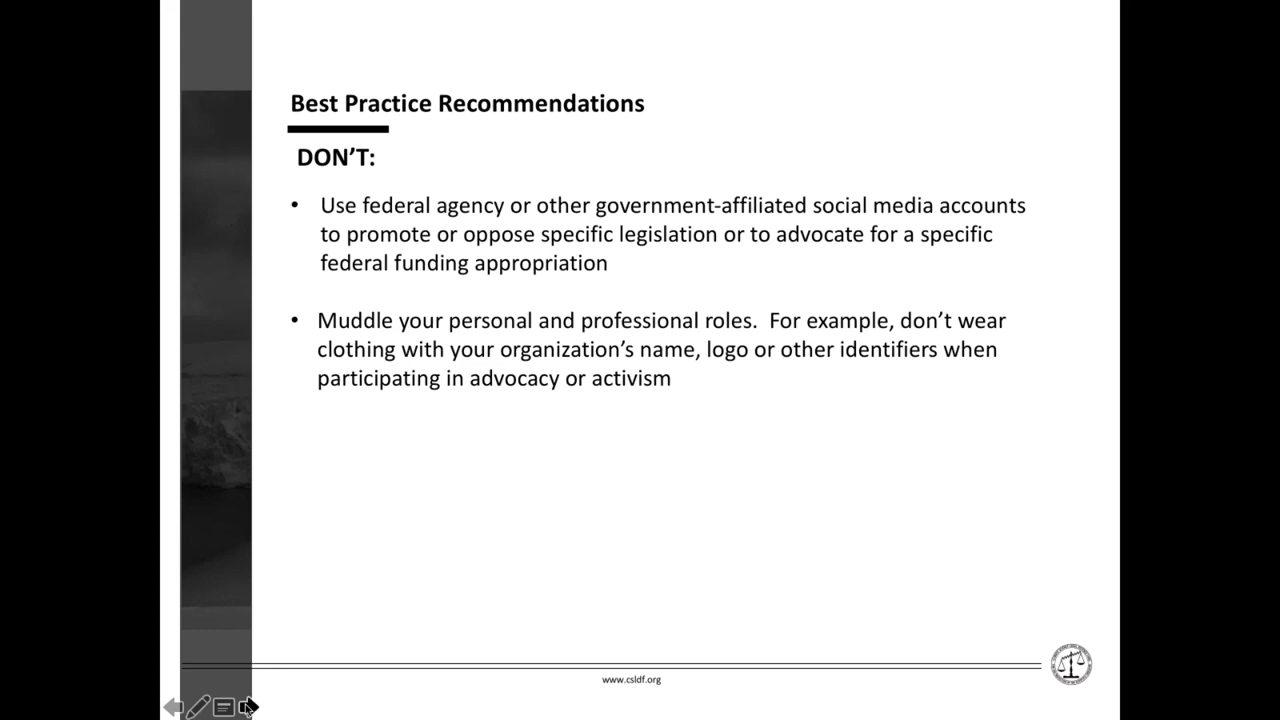 Best Practice Recommendations
DON’T:
• Use federal agency or other government-affiliated social media accounts
to promote or oppose specific legislation or to advocate for a specific
federal funding appropriation
• Muddle your personal and professional roles.  For example, don’t wear
clothing with your organization’s name, logo or other identifiers when
participating in advocacy or activism
www.csldf.org